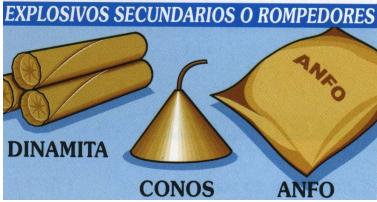 EXPLOSIVOS SECUNDARIOS O ROMPEDORES
ANFO
DINAMITA
CONOS
ANFO